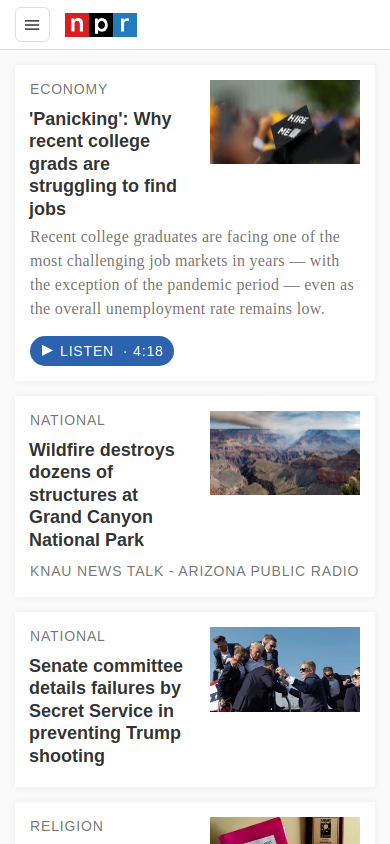 npr
ECONOMY
'Panicking': Why
recent college
grads are
struggling to find
jobs
HIRE
ME
Recent college graduates are facing one of the
most challenging job markets in years — with
the exception of the pandemic period — even as
the overall unemployment rate remains low.
LISTEN · 4:18
NATIONAL
Wildfire destroys
dozens of
structures at
Grand Canyon
National Park
KNAU NEWS TALK - ARIZONA PUBLIC RADIO
NATIONAL
Senate committee
details failures by
Secret Service in
preventing Trump
shooting
RELIGION